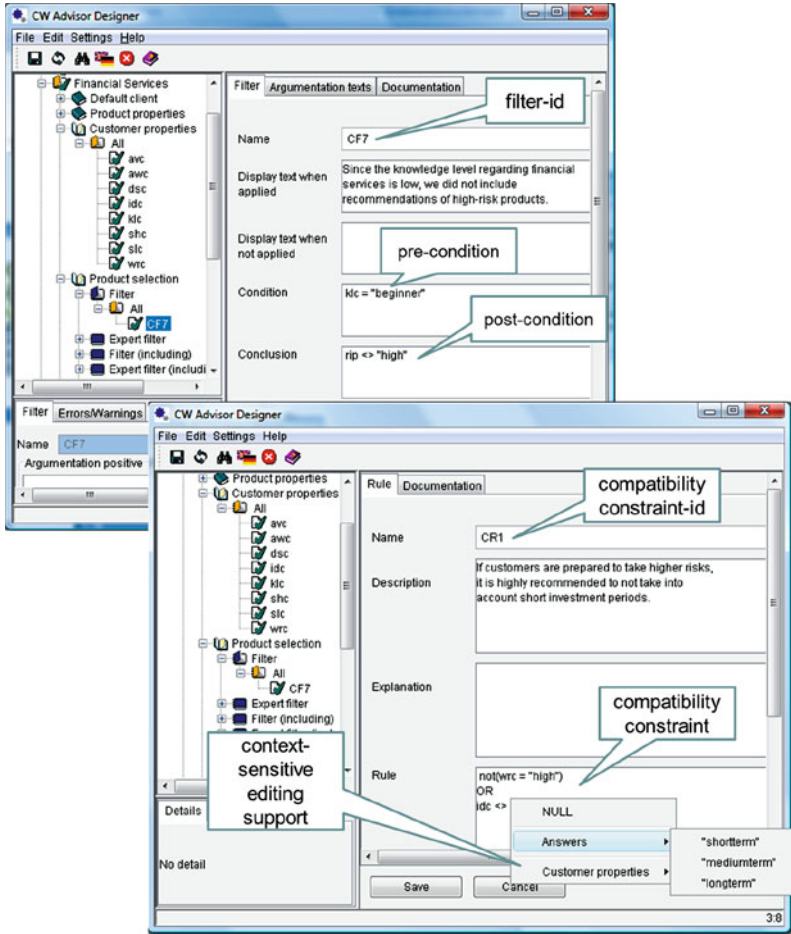 CW Advisor Designer
File Edit Settings Help
Financial Services
Default client
Product properties
Customer properties
All
avc
awc
dsc
idc
klc
shc
slc
wrc
Product selection
Filter
All
CF7
Expert filter
Filter (including)
Expert filter (includi
Filter Argumentation texts Documentation
filter-id
Name CF7
Display text when applied
Since the knowledge level regarding financial
services is low, we did not include
recommendations of high-risk products.
Display text when
not applied
pre-condition
Condition klc = "beginner"
post-condition
Conclusion rip <> "high"
Filter Errors/Warnings
Name CF7
Argumentation positive
CW Advisor Designer
File Edit Settings Help
Product properties
Customer properties
All
avc
awc
dsc
idc
klc
shc
slc
wrc
Product selection
Filter
All
CF7
Expert filter
Filter (including)
context-
sensitive
editing
support
Details
No detail
Rule Documentation
compatibility
constraint-id
Name CR1
Description
If customers are prepared to take higher risks,
it is highly recommended to not take into
account short investment periods.
Explanation
compatibility
constraint
Rule
not(wrc = "high")
OR
idc <>
NULL
Answers
Customer properties
"shortterm"
"mediumterm"
"longterm"
Save Cancel
3:8